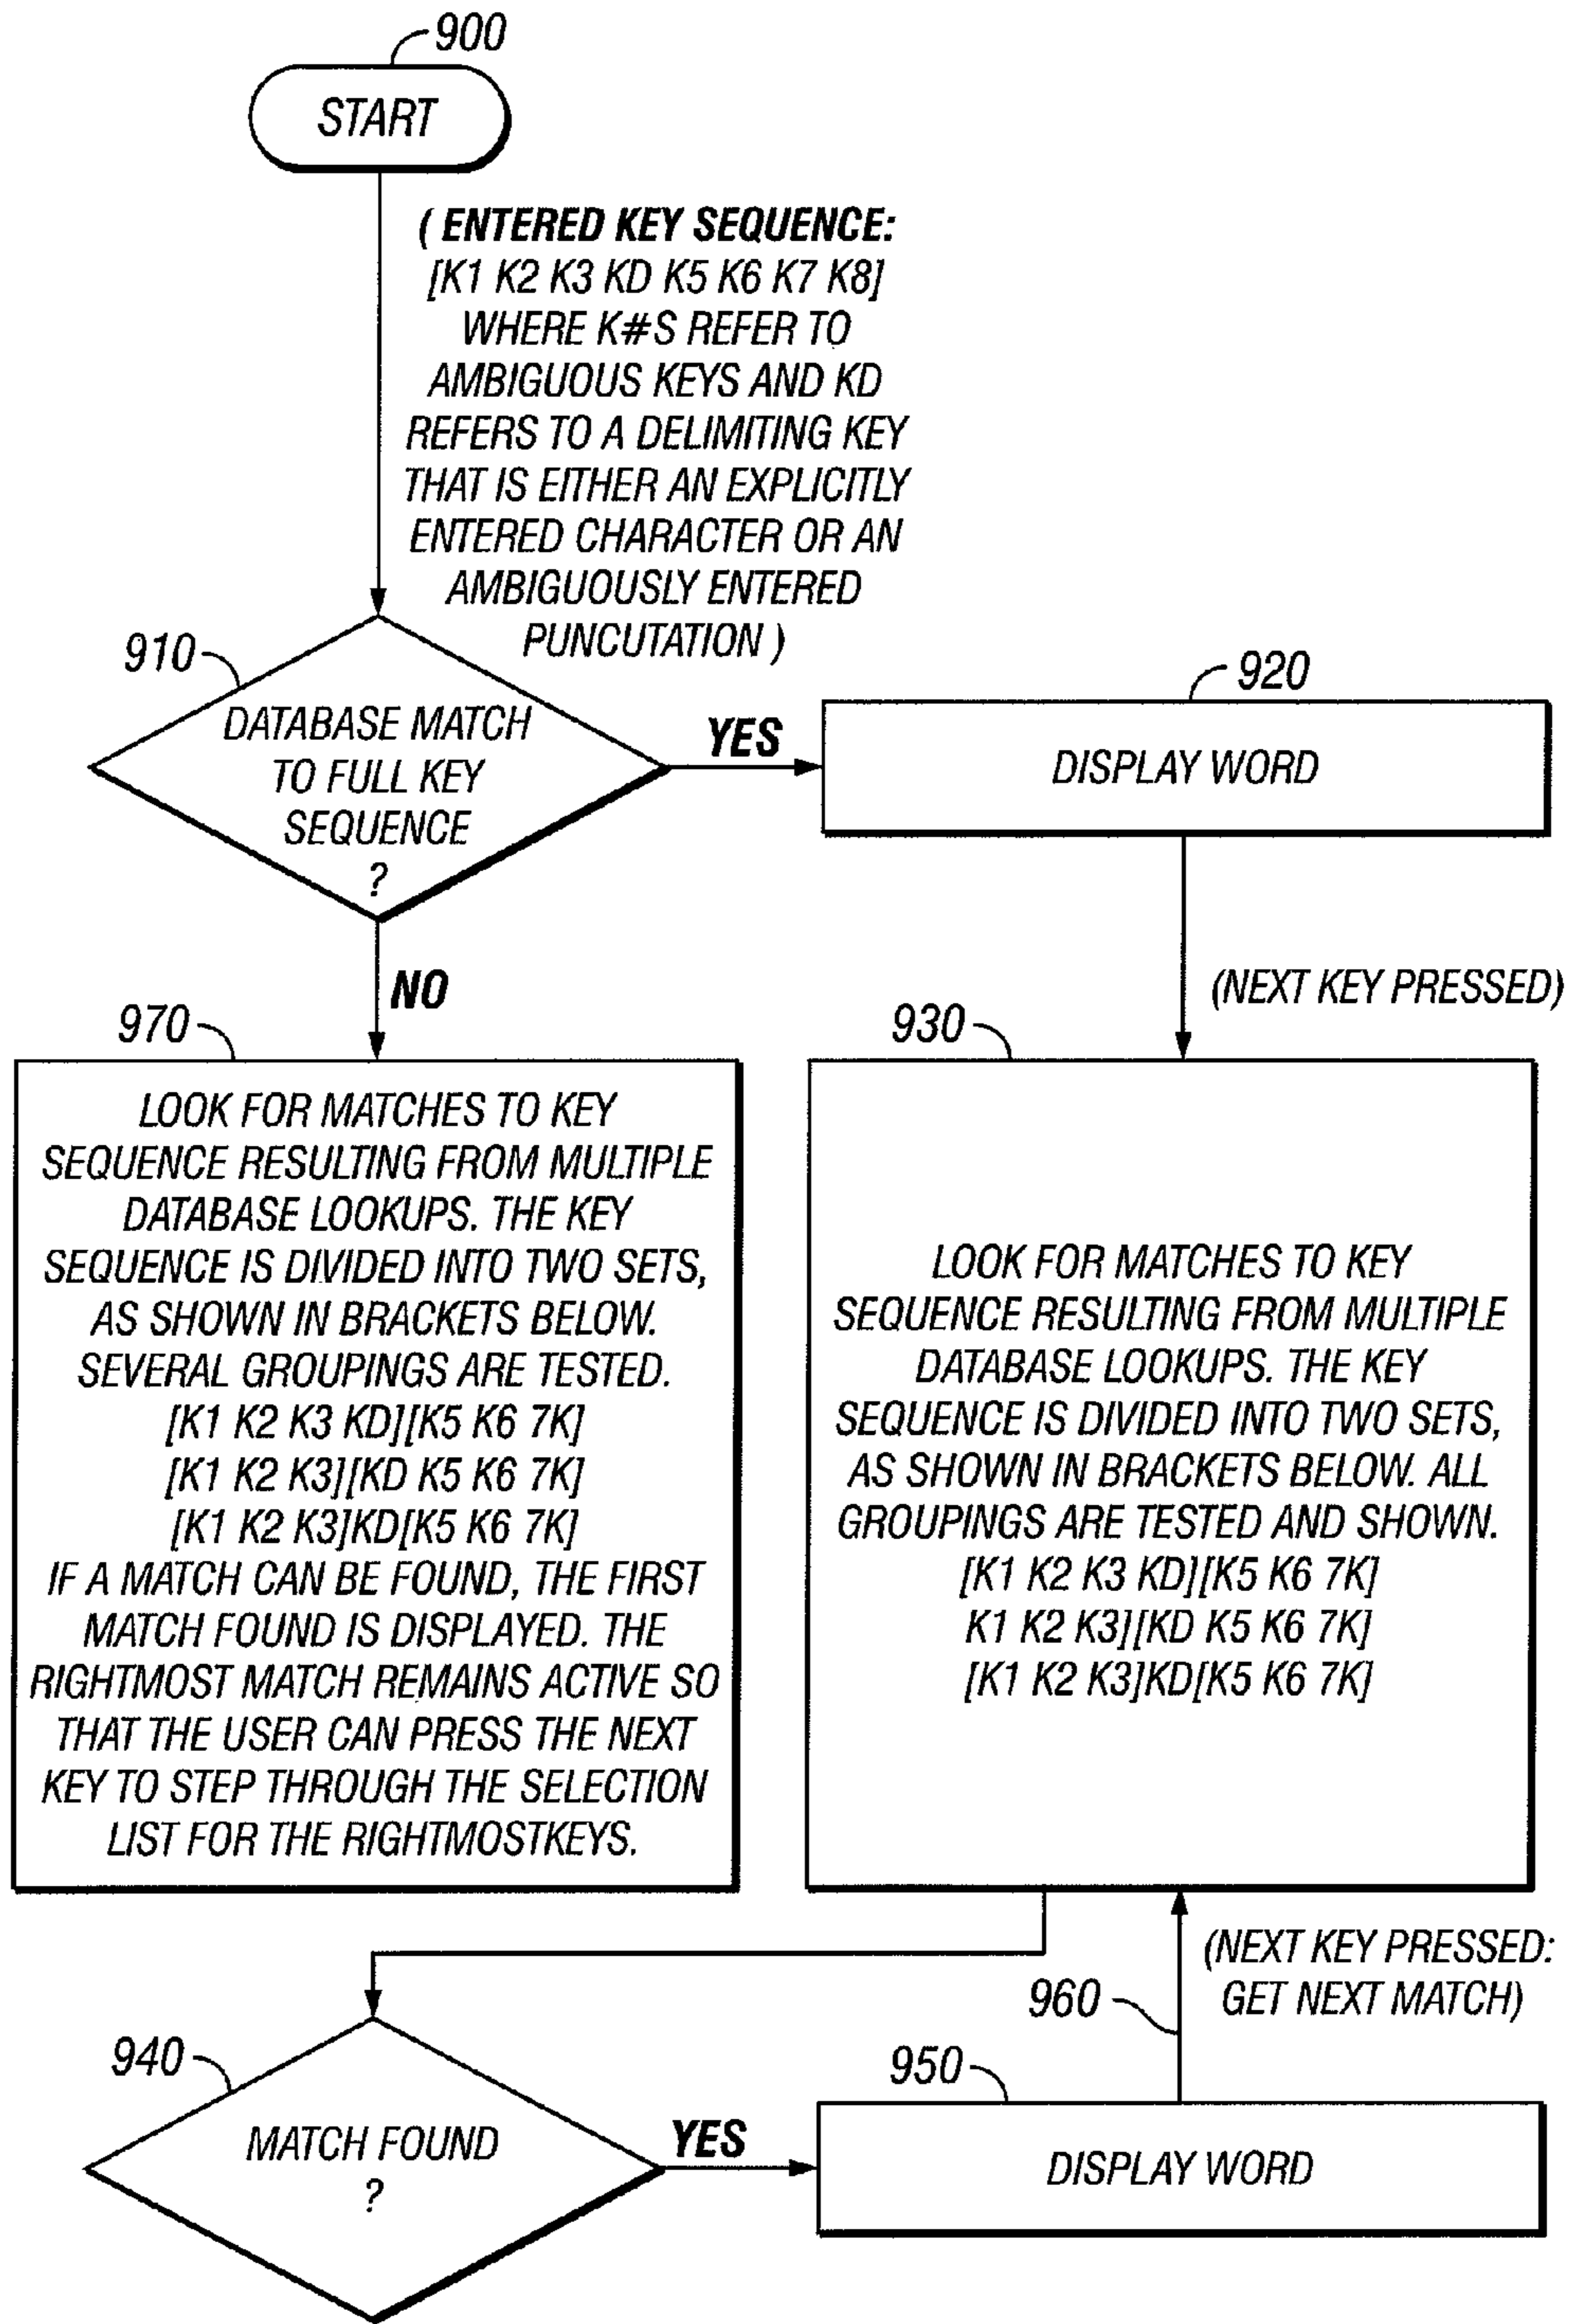 900
START
( ENTERED KEY SEQUENCE:
[K1 K2 K3 KD K5 K6 K7 K8]
WHERE K#S REFER TO
AMBIGUOUS KEYS AND KD
REFERS TO A DELIMITING KEY
THAT IS EITHER AN EXPLICITLY
ENTERED CHARACTER OR AN
AMBIGUOUSLY ENTERED
PUNCUTATION )
910
DATABASE MATCH
TO FULL KEY
SEQUENCE
?
YES
920
DISPLAY WORD
NO
(NEXT KEY PRESSED)
970
LOOK FOR MATCHES TO KEY
SEQUENCE RESULTING FROM MULTIPLE
DATABASE LOOKUPS. THE KEY
SEQUENCE IS DIVIDED INTO TWO SETS,
AS SHOWN IN BRACKETS BELOW.
SEVERAL GROUPINGS ARE TESTED.
[K1 K2 K3 KD][K5 K6 7K]
[K1 K2 K3][KD K5 K6 7K]
[K1 K2 K3]KD[K5 K6 7K]
IF A MATCH CAN BE FOUND, THE FIRST
MATCH FOUND IS DISPLAYED. THE
RIGHTMOST MATCH REMAINS ACTIVE SO
THAT THE USER CAN PRESS THE NEXT
KEY TO STEP THROUGH THE SELECTION
LIST FOR THE RIGHTMOSTKEYS.
930
LOOK FOR MATCHES TO KEY
SEQUENCE RESULTING FROM MULTIPLE
DATABASE LOOKUPS. THE KEY
SEQUENCE IS DIVIDED INTO TWO SETS,
AS SHOWN IN BRACKETS BELOW. ALL
GROUPINGS ARE TESTED AND SHOWN.
[K1 K2 K3 KD][K5 K6 7K]
K1 K2 K3][KD K5 K6 7K]
[K1 K2 K3]KD[K5 K6 7K]
(NEXT KEY PRESSED:
GET NEXT MATCH)
960
940
MATCH FOUND
?
YES
950
DISPLAY WORD